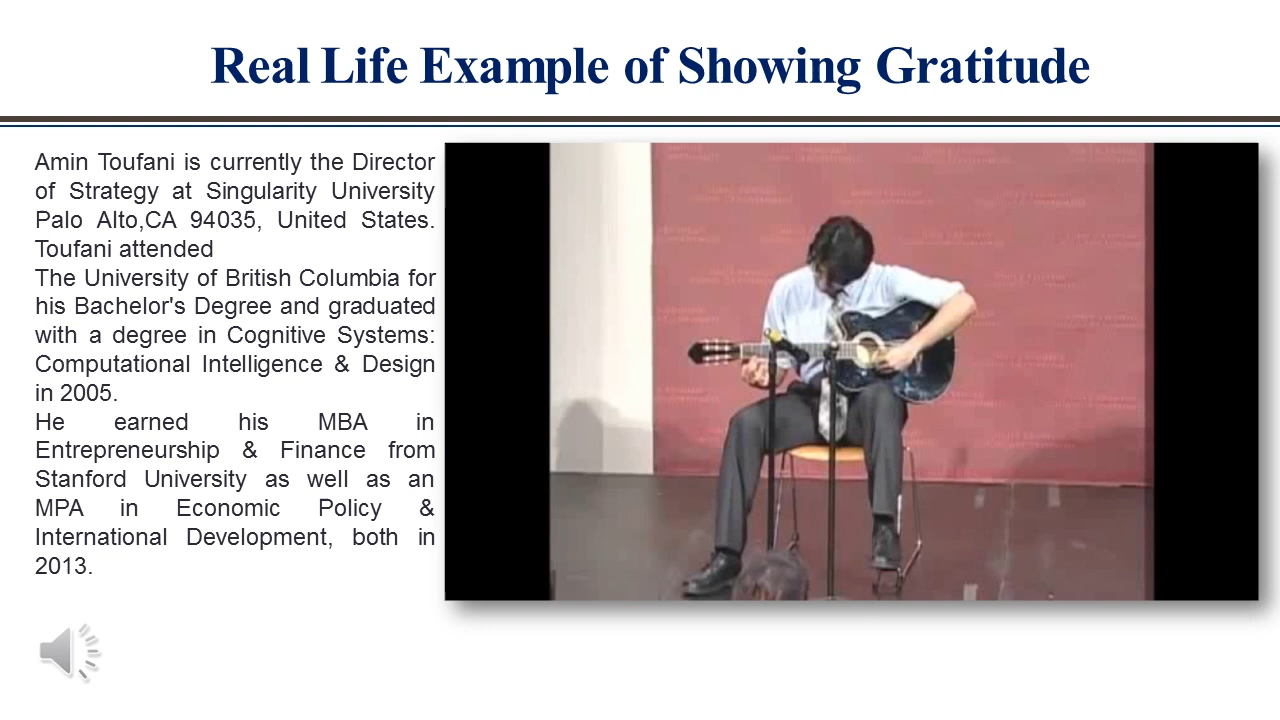 Real Life Example of Showing Gratitude
Amin Toufani is currently the Director
of Strategy at Singularity University
Palo Alto,CA 94035, United States.
Toufani attended
The University of British Columbia for
his Bachelor's Degree and graduated
with a degree in Cognitive Systems:
Computational Intelligence & Design
in 2005.
He earned his MBA in
Entrepreneurship & Finance from
Stanford University as well as an
MPA in Economic Policy &
International Development, both in
2013.